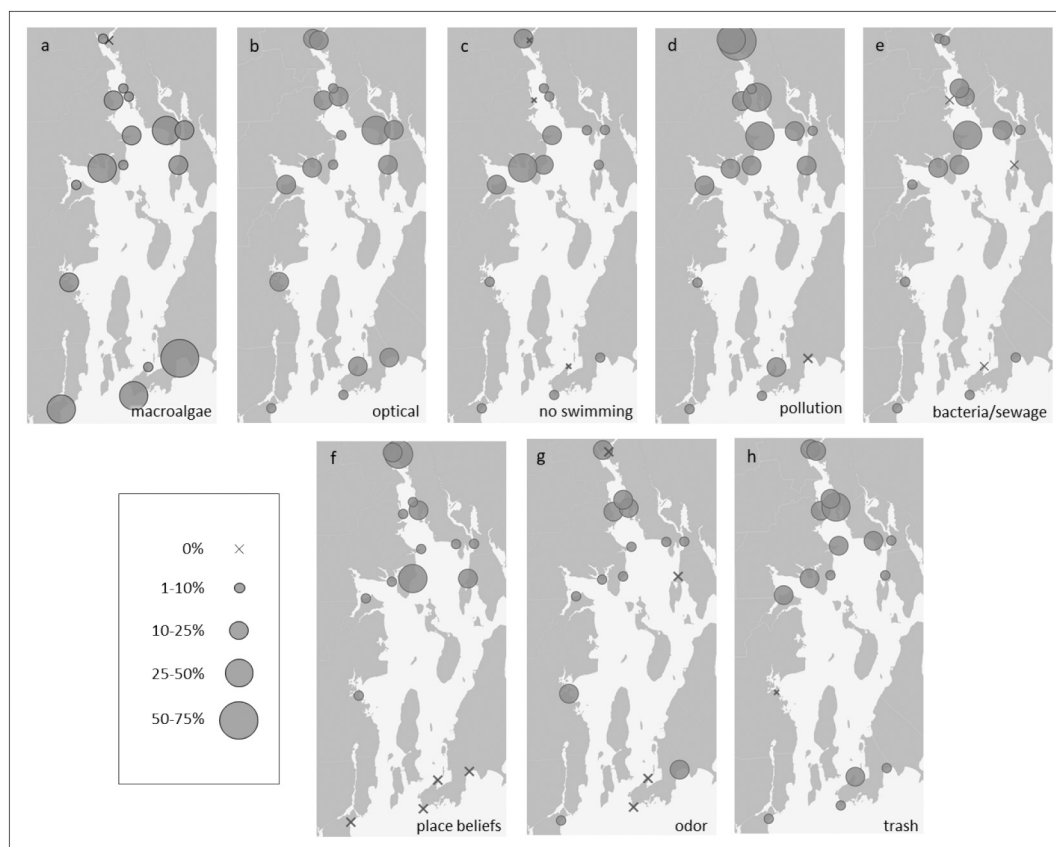 a
macroalgae
b
optical
c
no swimming
d
pollution
e
bacteria/sewage
0%
1-10%
10-25%
25-50%
50-75%
f
place beliefs
g
odor
h
trash